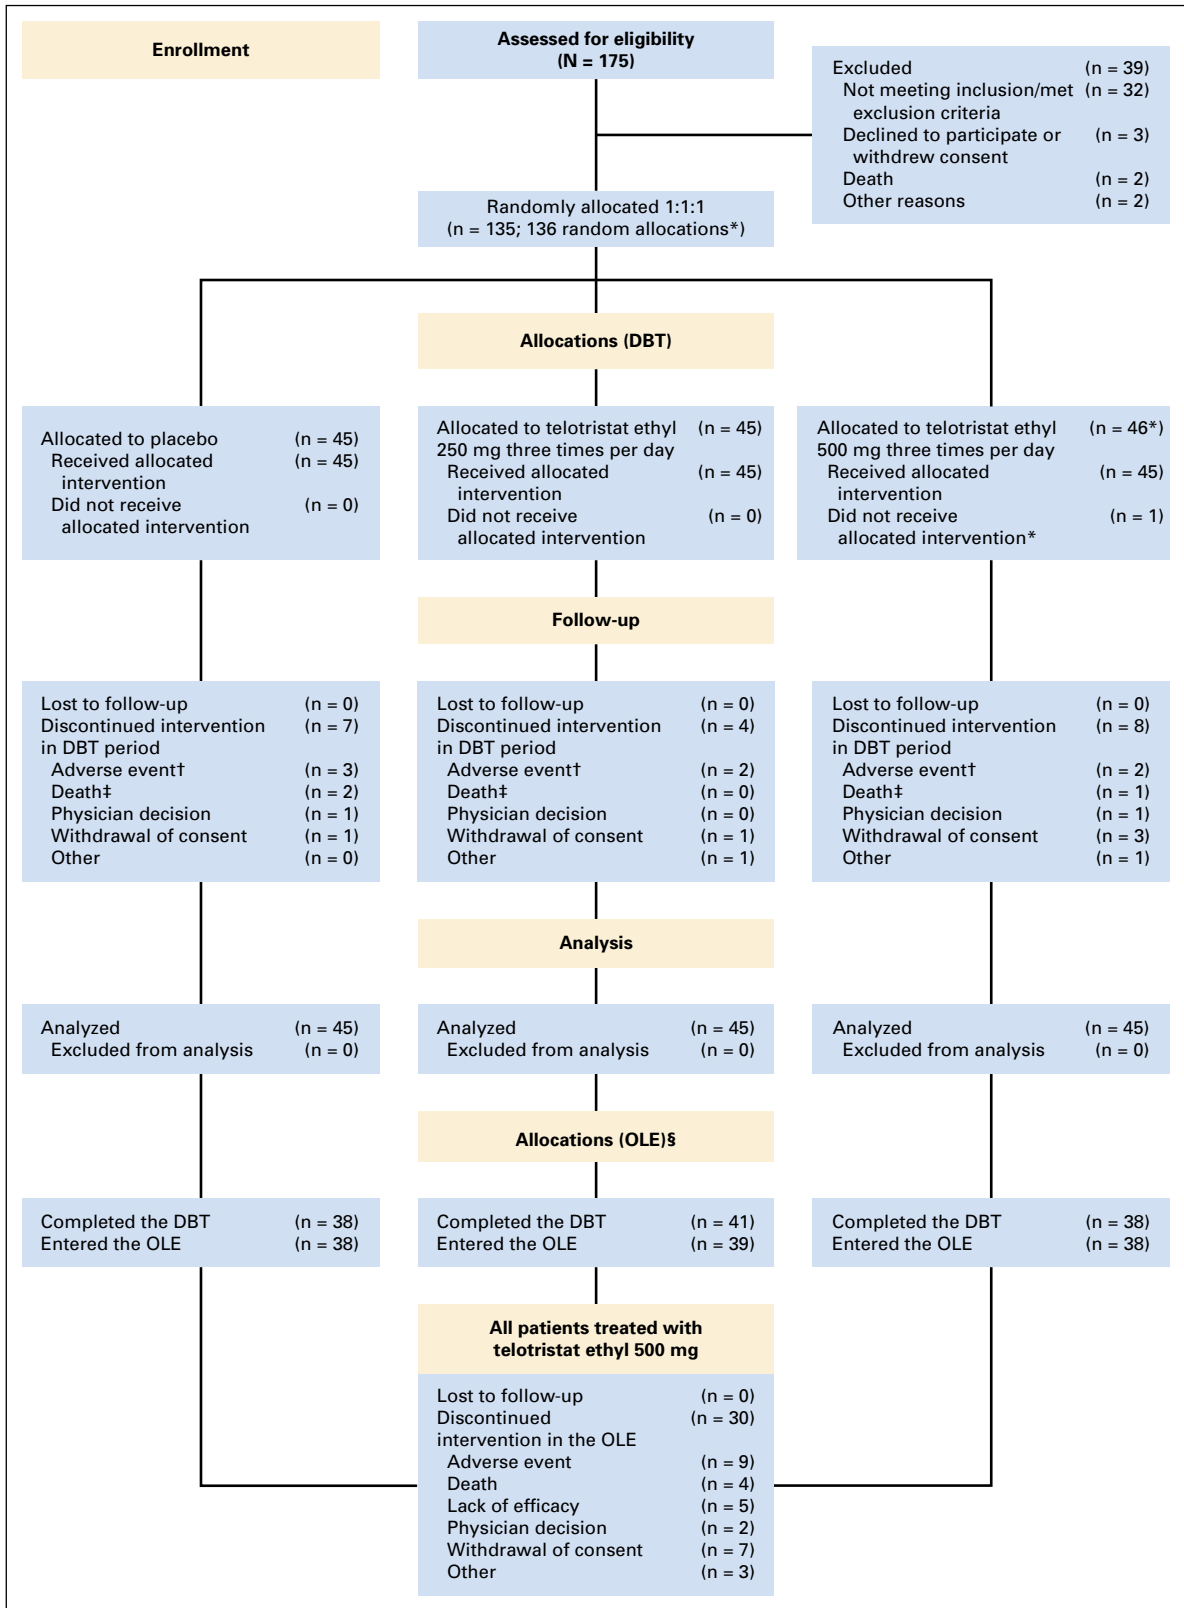 Enrollment
Assessed for eligibility
(N = 175)
Excluded (n = 39)
Not meeting inclusion/met (n = 32)
exclusion criteria
Declined to participate or (n = 3)
withdrew consent
Death (n = 2)
Other reasons (n = 2)
Randomly allocated 1:1:1
(n = 135; 136 random allocations*)
Allocations (DBT)
Allocated to placebo (n = 45)
Received allocated (n = 45)
intervention
Did not receive (n = 0)
allocated intervention
Allocated to telotristat ethyl (n = 45)
250 mg three times per day
Received allocated (n = 45)
intervention
Did not receive (n = 0)
allocated intervention
Allocated to telotristat ethyl (n = 46*)
500 mg three times per day
Received allocated (n = 45)
intervention
Did not receive (n = 1)
allocated intervention*
Follow-up
Lost to follow-up (n = 0)
Discontinued intervention (n = 7)
in DBT period
Adverse event† (n = 3)
Death‡ (n = 2)
Physician decision (n = 1)
Withdrawal of consent (n = 1)
Other (n = 0)
Lost to follow-up (n = 0)
Discontinued intervention (n = 4)
in DBT period
Adverse event† (n = 2)
Death‡ (n = 0)
Physician decision (n = 0)
Withdrawal of consent (n = 1)
Other (n = 1)
Lost to follow-up (n = 0)
Discontinued intervention (n = 8)
in DBT period
Adverse event† (n = 2)
Death‡ (n = 1)
Physician decision (n = 1)
Withdrawal of consent (n = 3)
Other (n = 1)
Analysis
Analyzed (n = 45)
Excluded from analysis (n = 0)
Analyzed (n = 45)
Excluded from analysis (n = 0)
Analyzed (n = 45)
Excluded from analysis (n = 0)
Allocations (OLE)§
Completed the DBT (n = 38)
Entered the OLE (n = 38)
Completed the DBT (n = 41)
Entered the OLE (n = 39)
Completed the DBT (n = 38)
Entered the OLE (n = 38)
All patients treated with
telotristat ethyl 500 mg
Lost to follow-up (n = 0)
Discontinued (n = 30)
intervention in the OLE
Adverse event (n = 9)
Death (n = 4)
Lack of efficacy (n = 5)
Physician decision (n = 2)
Withdrawal of consent (n = 7)
Other (n = 3)